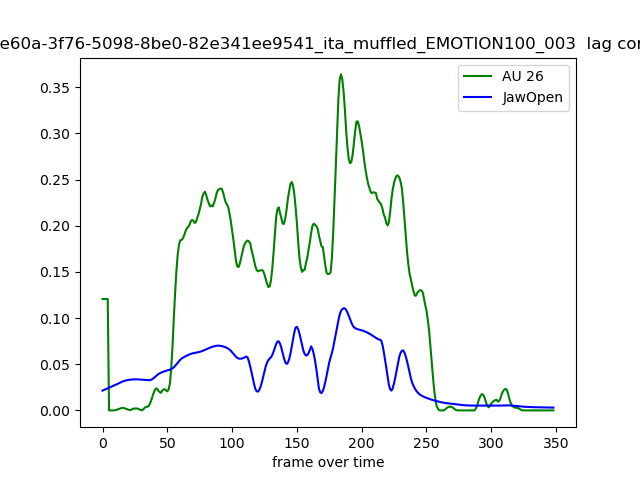 e60a-3f76-5098-8be0-82e341ee9541_ita_muffled_EMOTION100_003 lag
AU 26
JawOpen
0.35
0.30
0.25
0.20
0.15
0.10
0.05
0.00
0 50 100 150 200 250 300 350
frame over time